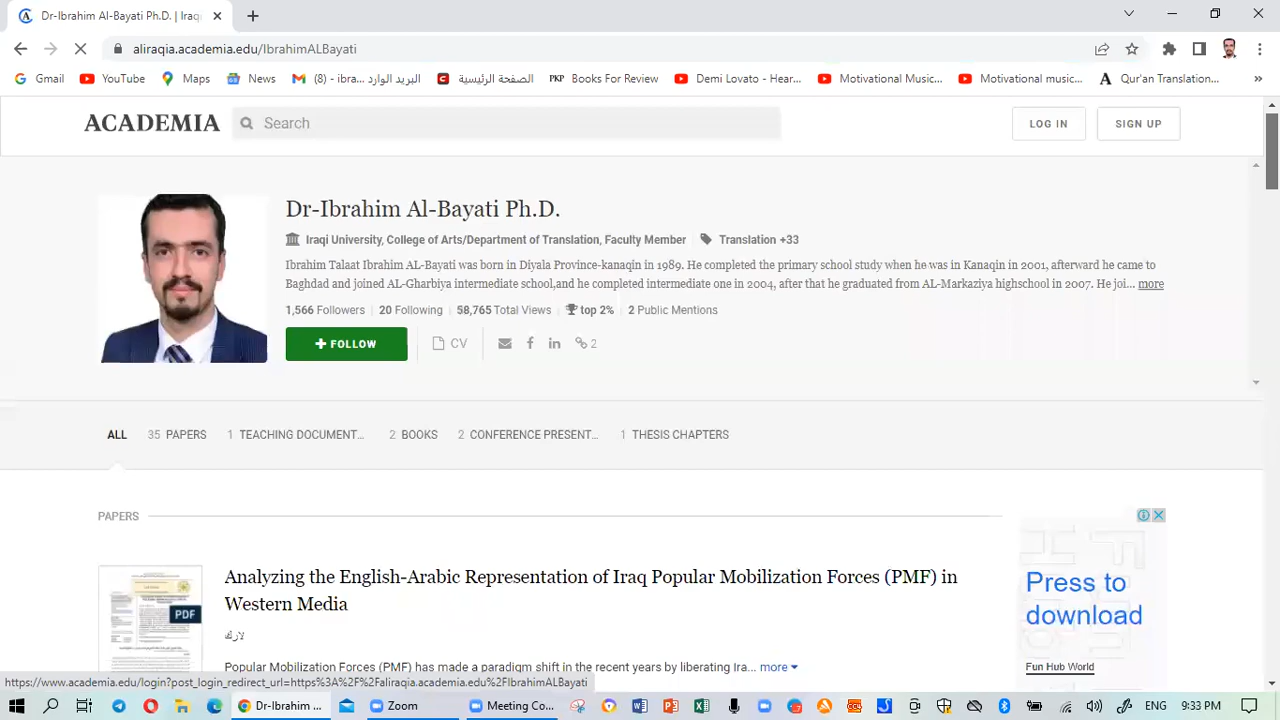 Dr-Ibrahim Al-Bayati Ph.D. | Iraq
aliraqia.academia.edu/IbrahimALBayati
Gmail YouTube Maps News (8) - ibra... البريد الوارد الصفحة الرئيسية PKP Books For Review Demi Lovato - Hear... Motivational Music... Motivational music... A Qur'an Translation... »
ACADEMIA Search LOG IN SIGN UP
Dr-Ibrahim Al-Bayati Ph.D.
Iraqi University, College of Arts/Department of Translation, Faculty Member Translation +33
Ibrahim Talaat Ibrahim AL-Bayati was born in Diyala Province-kanaqin in 1989. He completed the primary school study when he was in Kanaqin in 2001, afterward he came to
Baghdad and joined AL-Gharbiya intermediate school,and he completed intermediate one in 2004, after that he graduated from AL-Markaziya highschool in 2007. He joi... more
1,566 Followers | 20 Following | 58,765 Total Views | top 2% | 2 Public Mentions
+ FOLLOW CV 2
ALL 35 PAPERS 1 TEACHING DOCUMENT... 2 BOOKS 2 CONFERENCE PRESENT... 1 THESIS CHAPTERS
PAPERS
Analyzing the English-Arabic Representation of Iraq Popular Mobilization Forces (PMF) in
Western Media
PDF
Popular Mobilization Forces (PMF) has made a paradigm shift in the recent years by liberating Ira... more
Press to
download
Fun Hub World
https://www.academia.edu/login?post_login_redirect_url=https%3A%2F%2Faliraqia.academia.edu%2FIbrahimALBayati
Dr-Ibrahim ... Zoom Meeting Co... ENG 9:33 PM